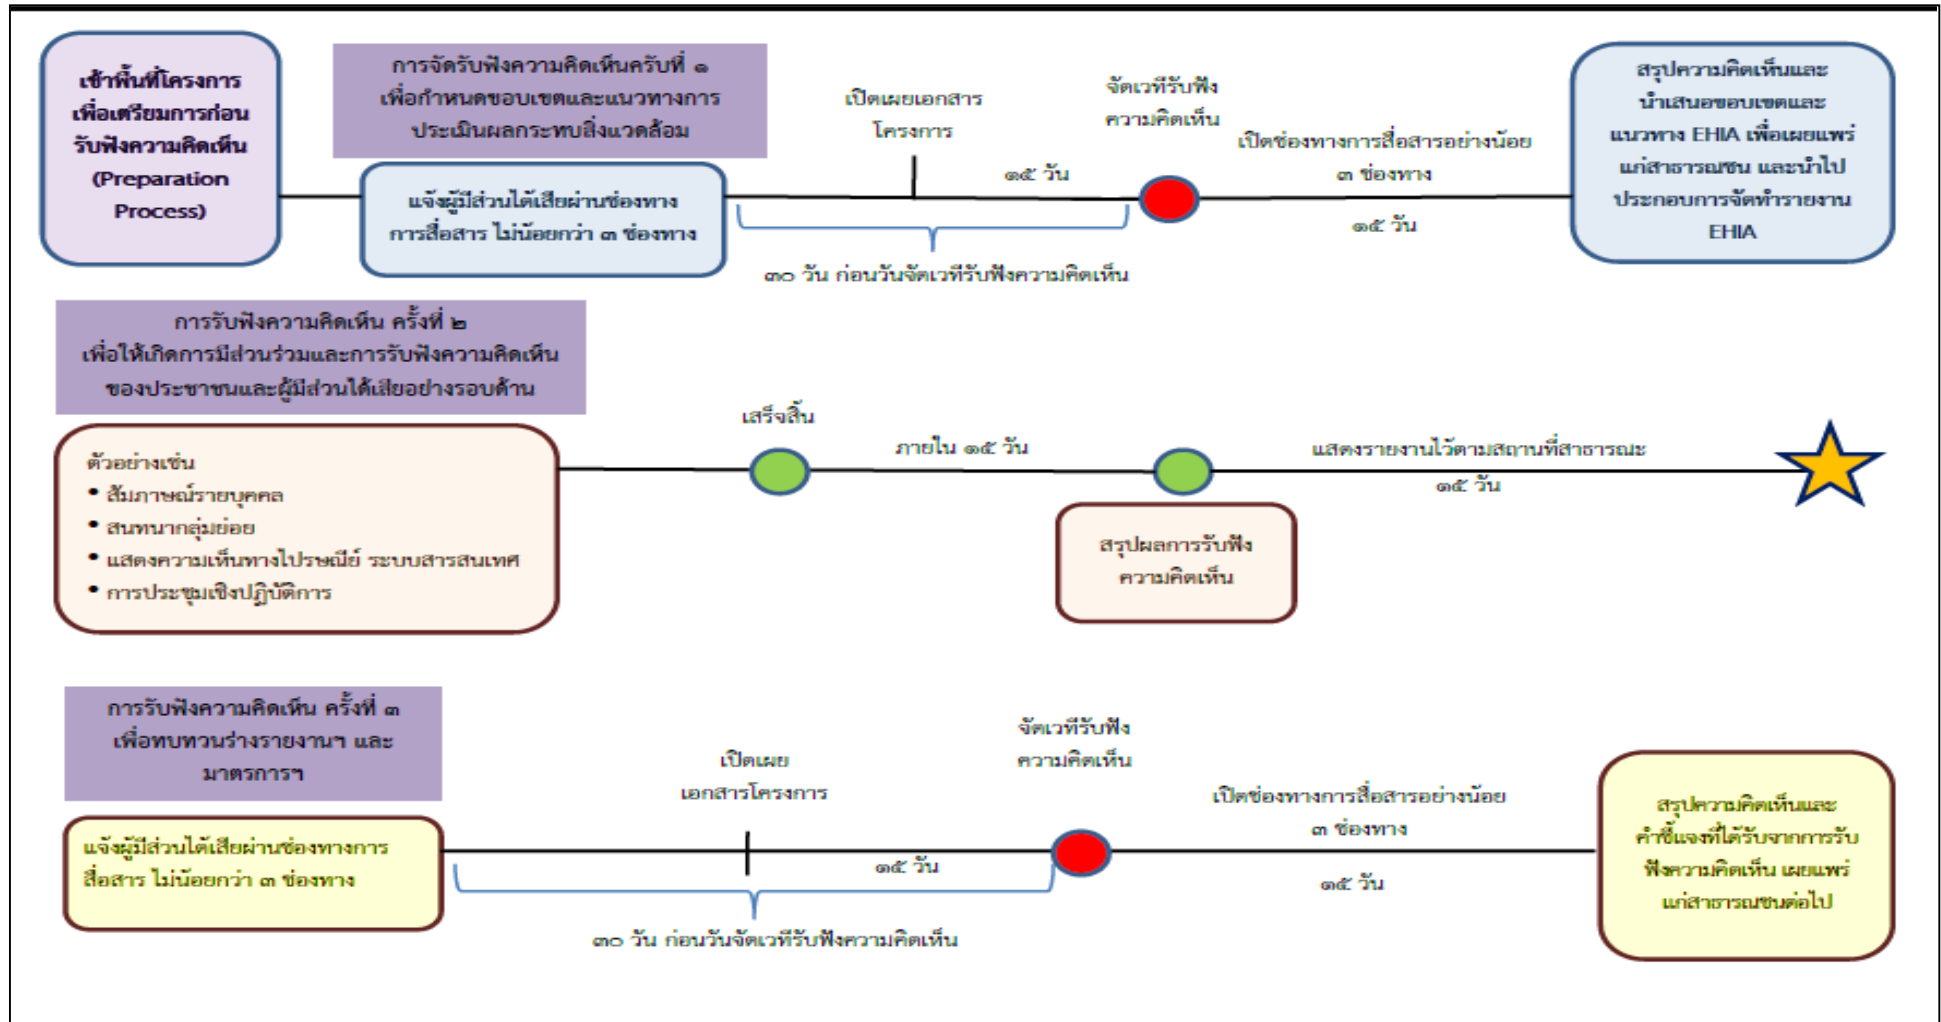 เข้าพื้นที่โครงการ
เพื่อเตรียมการก่อน
รับฟังความคิดเห็น
(Preparation
Process)
การจัดรับฟังความคิดเห็นครับที่ ๑
เพื่อกำหนดขอบเขตและแนวทางการ
ประเมินผลกระทบสิ่งแวดล้อม
แจ้งผู้มีส่วนได้เสียผ่านช่องทาง
การสื่อสาร ไม่น้อยกว่า ๓ ช่องทาง
เปิดเผยเอกสาร
โครงการ
๑๕ วัน
๓๐ วัน ก่อนวันจัดเวทีรับฟังความคิดเห็น
จัดเวทีรับฟัง
ความคิดเห็น
เปิดช่องทางการสื่อสารอย่างน้อย
๓ ช่องทาง
๑๕ วัน
สรุปความคิดเห็นและ
นำเสนอขอบเขตและ
แนวทาง EHIA เพื่อเผยแพร่
แก่สาธารณชน และนำไป
ประกอบการจัดทำรายงาน
EHIA
การรับฟังความคิดเห็น ครั้งที่ ๒
เพื่อให้เกิดการมีส่วนร่วมและการรับฟังความคิดเห็น
ของประชาชนและผู้มีส่วนได้เสียอย่างรอบด้าน
ตัวอย่างเช่น
• สัมภาษณ์รายบุคคล
• สนทนากลุ่มย่อย
• แสดงความเห็นทางไปรษณีย์ ระบบสารสนเทศ
• การประชุมเชิงปฏิบัติการ
เสร็จสิ้น
ภายใน ๑๕ วัน
สรุปผลการรับฟัง
ความคิดเห็น
แสดงรายงานไว้ตามสถานที่สาธารณะ
๑๕ วัน
การรับฟังความคิดเห็น ครั้งที่ ๓
เพื่อทบทวนร่างรายงานฯ และ
มาตรการฯ
แจ้งผู้มีส่วนได้เสียผ่านช่องทางการ
สื่อสาร ไม่น้อยกว่า ๓ ช่องทาง
เปิดเผย
เอกสารโครงการ
๑๕ วัน
๓๐ วัน ก่อนวันจัดเวทีรับฟังความคิดเห็น
จัดเวทีรับฟัง
ความคิดเห็น
เปิดช่องทางการสื่อสารอย่างน้อย
๓ ช่องทาง
๑๕ วัน
สรุปความคิดเห็นและ
คำชี้แจงที่ได้รับจากการรับ
ฟังความคิดเห็น เผยแพร่
แก่สาธารณชนต่อไป